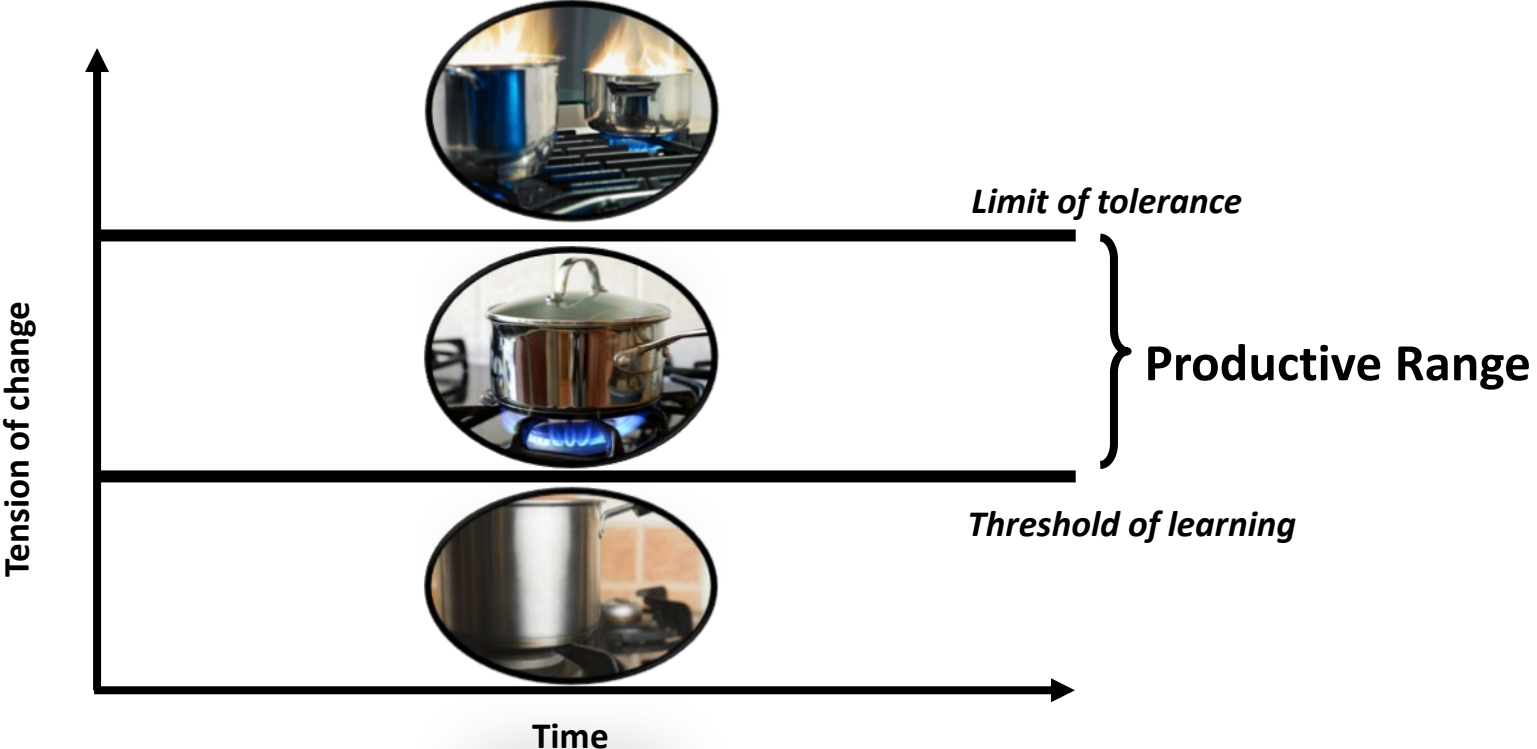 Limit of tolerance
Tension of change
Productive Range
Threshold of learning
Time